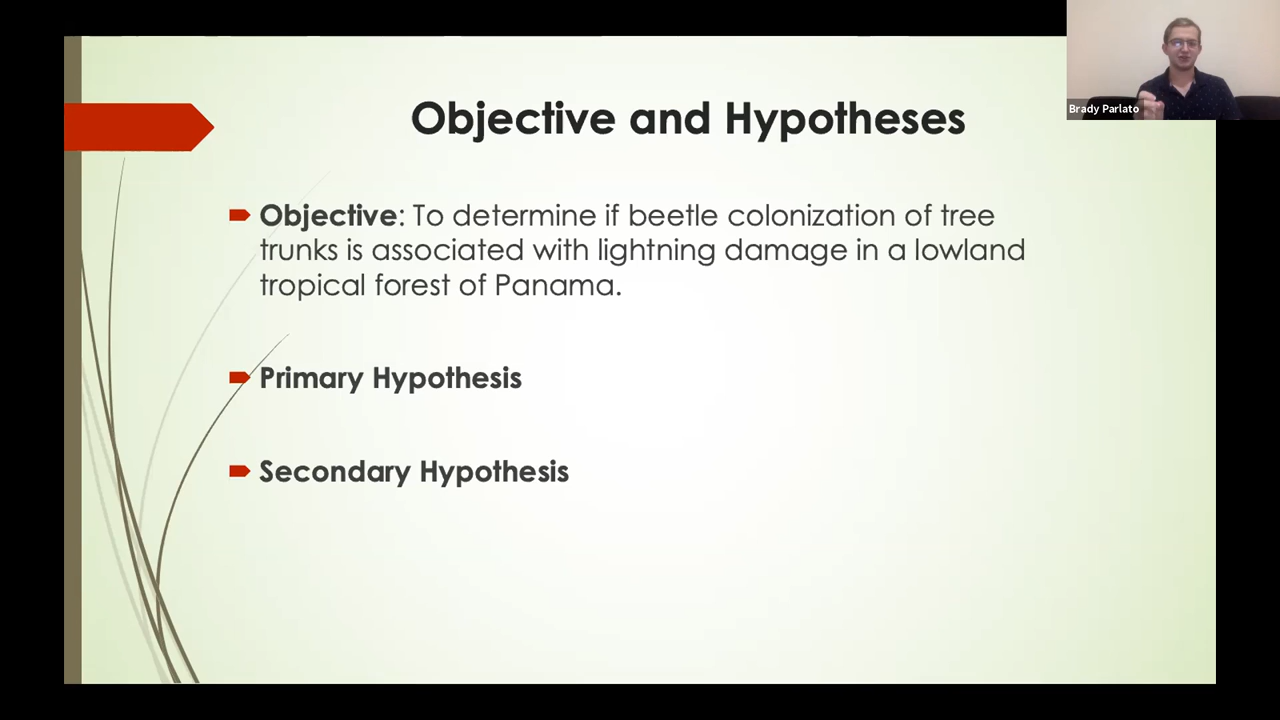 Objective and Hypotheses
Brady Parlato
Objective: To determine if beetle colonization of tree
trunks is associated with lightning damage in a lowland
tropical forest of Panama.
Primary Hypothesis
Secondary Hypothesis